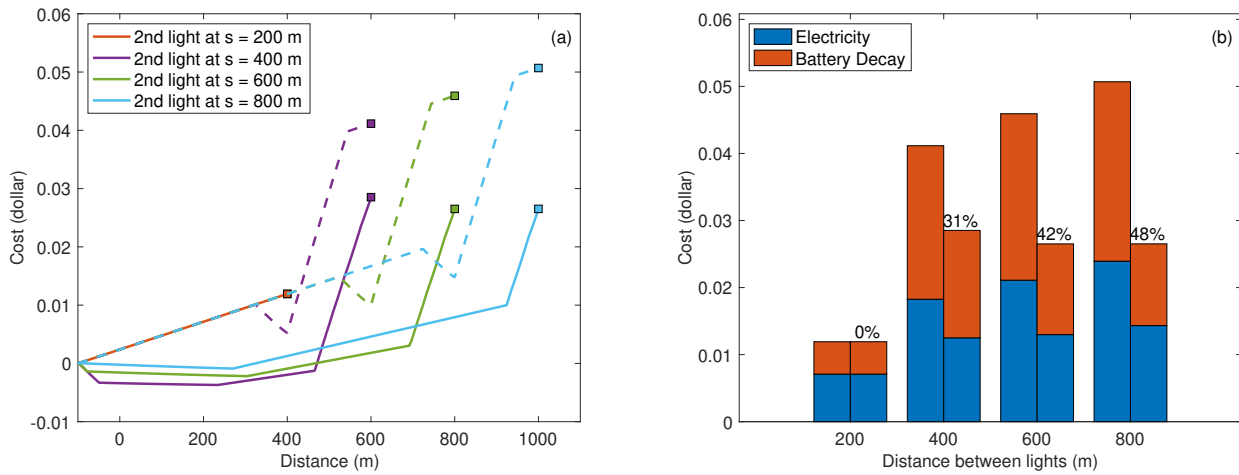 0.06
0.05
0.04
0.03
0.02
0.01
0
-0.01
Cost (dollar)
0
200
400
600
800
1000
Distance (m)
2nd light at s = 200 m
2nd light at s = 400 m
2nd light at s = 600 m
2nd light at s = 800 m
(a)
0.06
0.05
0.04
0.03
0.02
0.01
0
Cost (dollar)
200
400
600
800
Distance between lights (m)
Electricity
Battery Decay
(b)
0%
31%
42%
48%